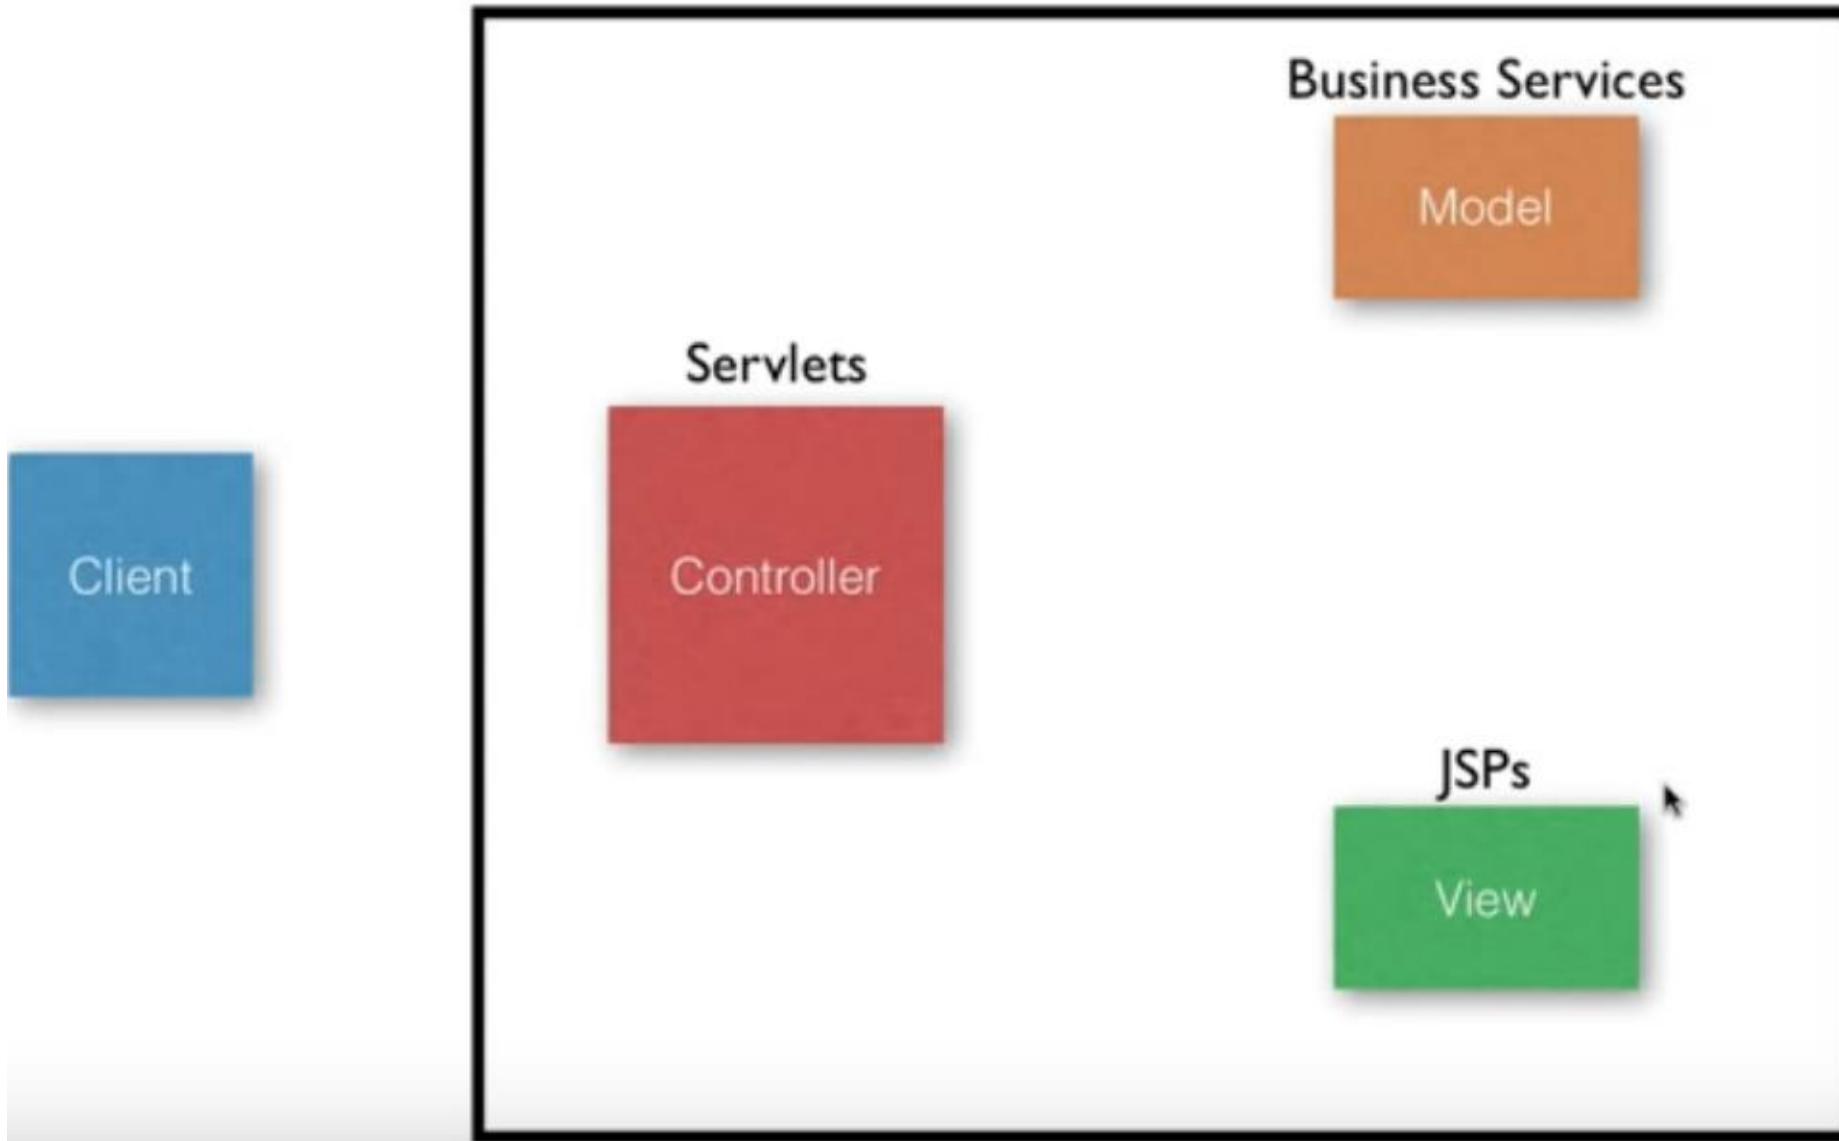 Business Services
Model
Servlets
Controller
Client
JSPs
View